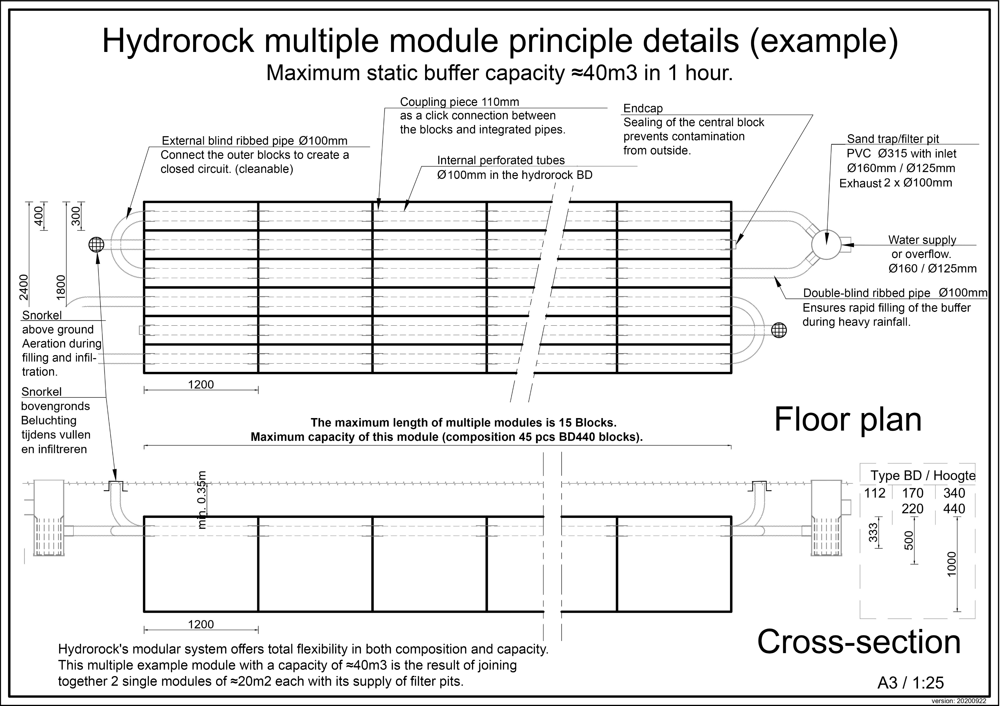 Hydrorock multiple module principle details (example)
Maximum static buffer capacity ≈40m3 in 1 hour.
Coupling piece 110mm
as a click connection between
the blocks and integrated pipes.
Endcap
Sealing of the central block
prevents contamination
from outside.
External blind ribbed pipe Ø100mm
Connect the outer blocks to create a
closed circuit. (cleanable)
Internal perforated tubes
Ø100mm in the hydrorock BD
Sand trap/filter pit
PVC Ø315 with inlet
Ø160mm / Ø125mm
Exhaust 2 x Ø100mm
400
300
2400
1800
Water supply
or overflow.
Ø160 / Ø125mm
Double-blind ribbed pipe Ø100mm
Ensures rapid filling of the buffer
during heavy rainfall.
Snorkel
above ground
Aeration during
filling and infil-
tration.
1200
Snorkel
bovengronds
Beluchting
tijdens vullen
en infiltreren
Floor plan
The maximum length of multiple modules is 15 Blocks.
Maximum capacity of this module (composition 45 pcs BD440 blocks).
min. 0.35m
Type BD / Hoogte
112 170 340
220 440
333
500
1000
1200
Cross-section
Hydrorock's modular system offers total flexibility in both composition and capacity.
This multiple example module with a capacity of ≈40m3 is the result of joining
together 2 single modules of ≈20m2 each with its supply of filter pits.
A3 / 1:25
version: 20200922